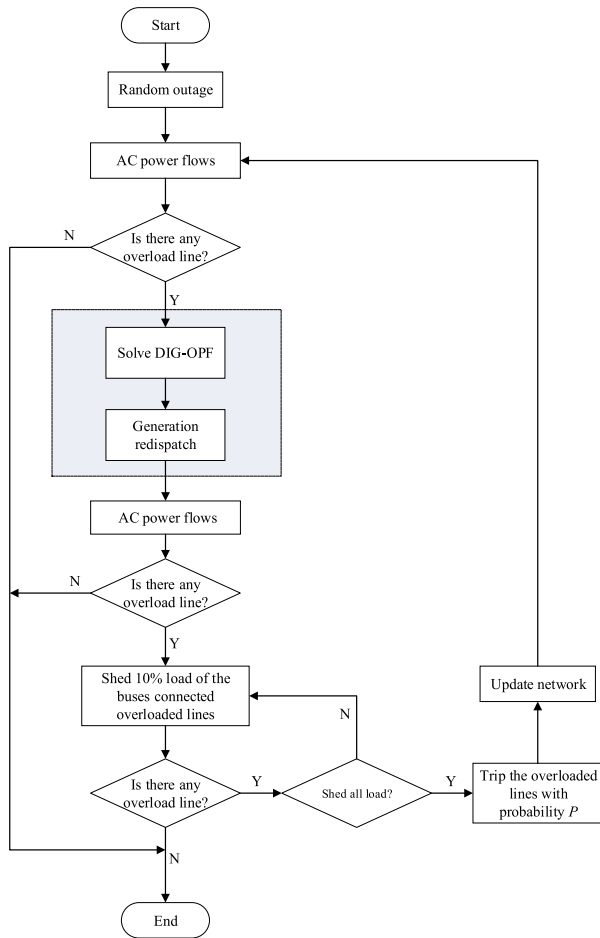 Start
Random outage
AC power flows
N
Is there any
overload line?
Y
Solve DIG-OPF
Generation
redispatch
AC power flows
N
Is there any
overload line?
Y
Shed 10% load of the
buses connected
overloaded lines
N
Update network
Is there any
overload line?
Y
Shed all load?
Y
Trip the overloaded
lines with
probability P
N
End